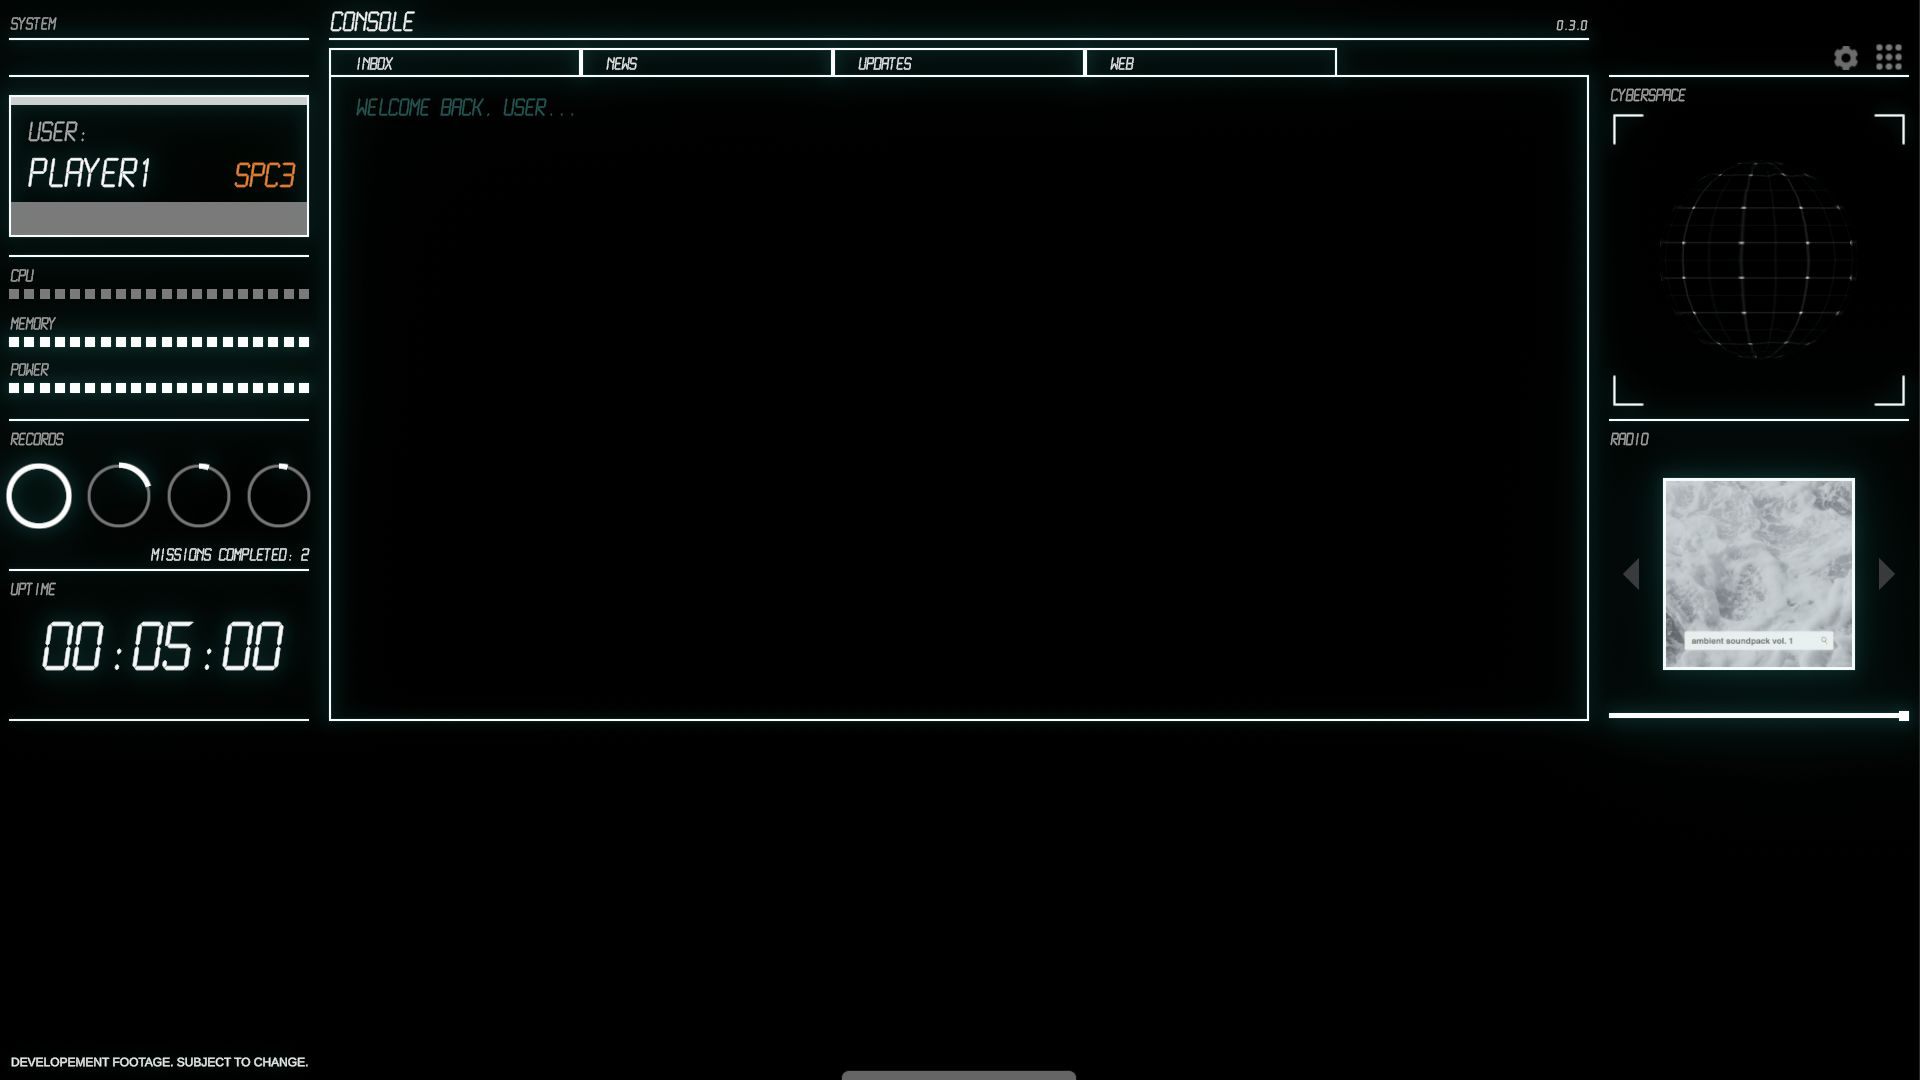 SYSTEM
CONSOLE
0.3.0
INBOX
NEWS
UPDATES
WEB
WELCOME BACK, USER...
USER:
PLAYER1
SPC3
CPU
MEMORY
POWER
RECORDS
MISSIONS COMPLETED: 2
UPTIME
00:05:00
CYBERSPACE
RADIO
ambient soundpack vol. 1
DEVELOPEMENT FOOTAGE. SUBJECT TO CHANGE.